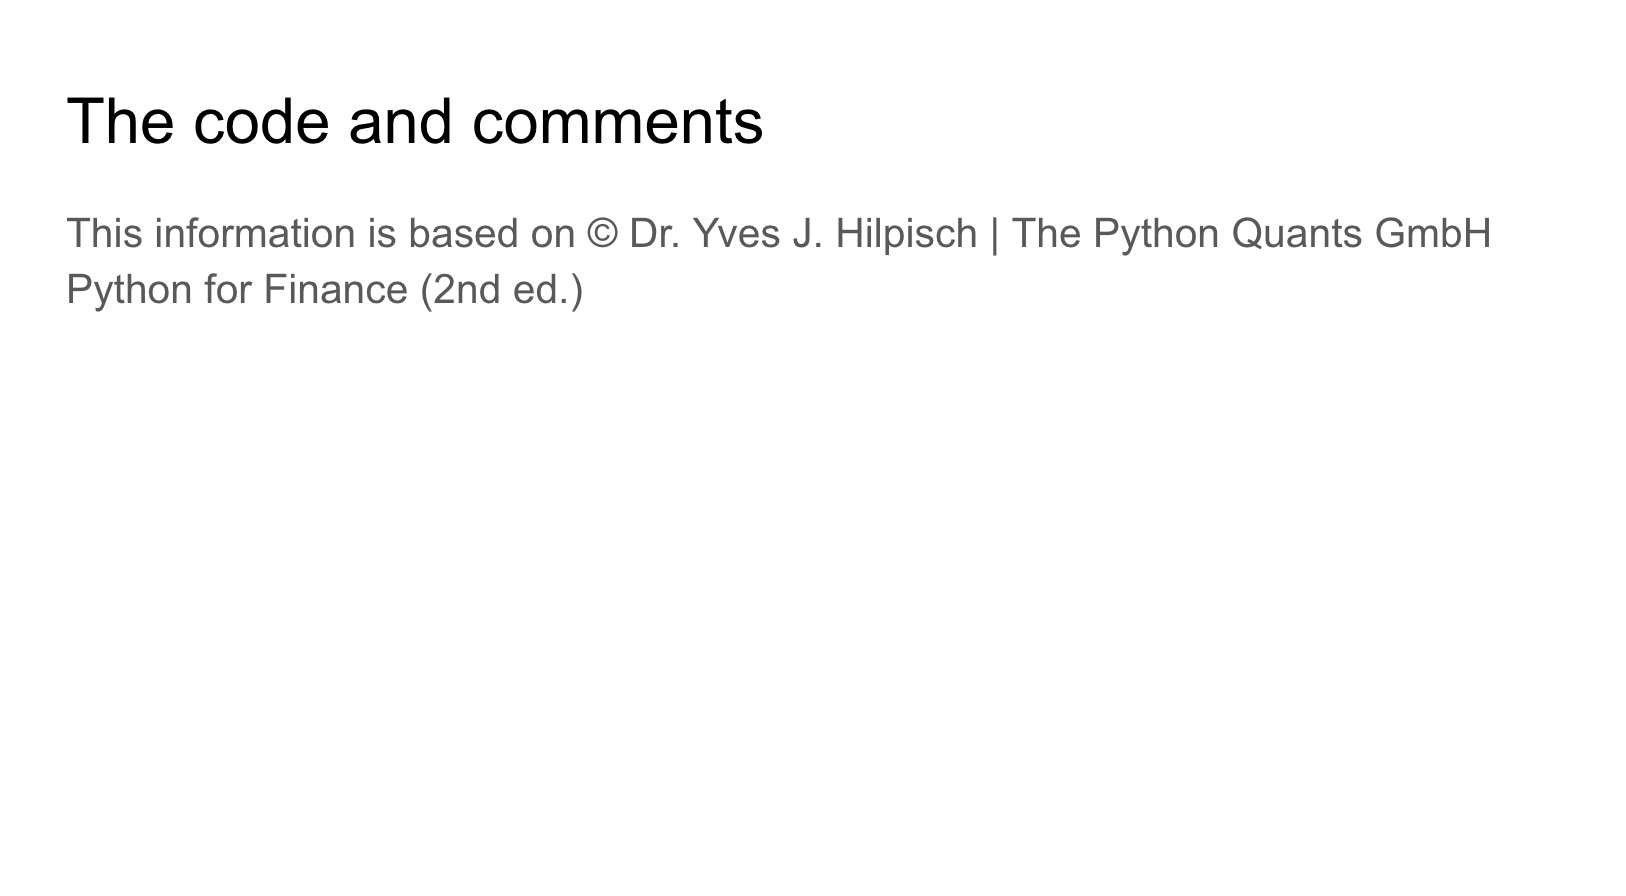 The code and comments
This information is based on © Dr. Yves J. Hilpisch | The Python Quants GmbH
Python for Finance (2nd ed.)